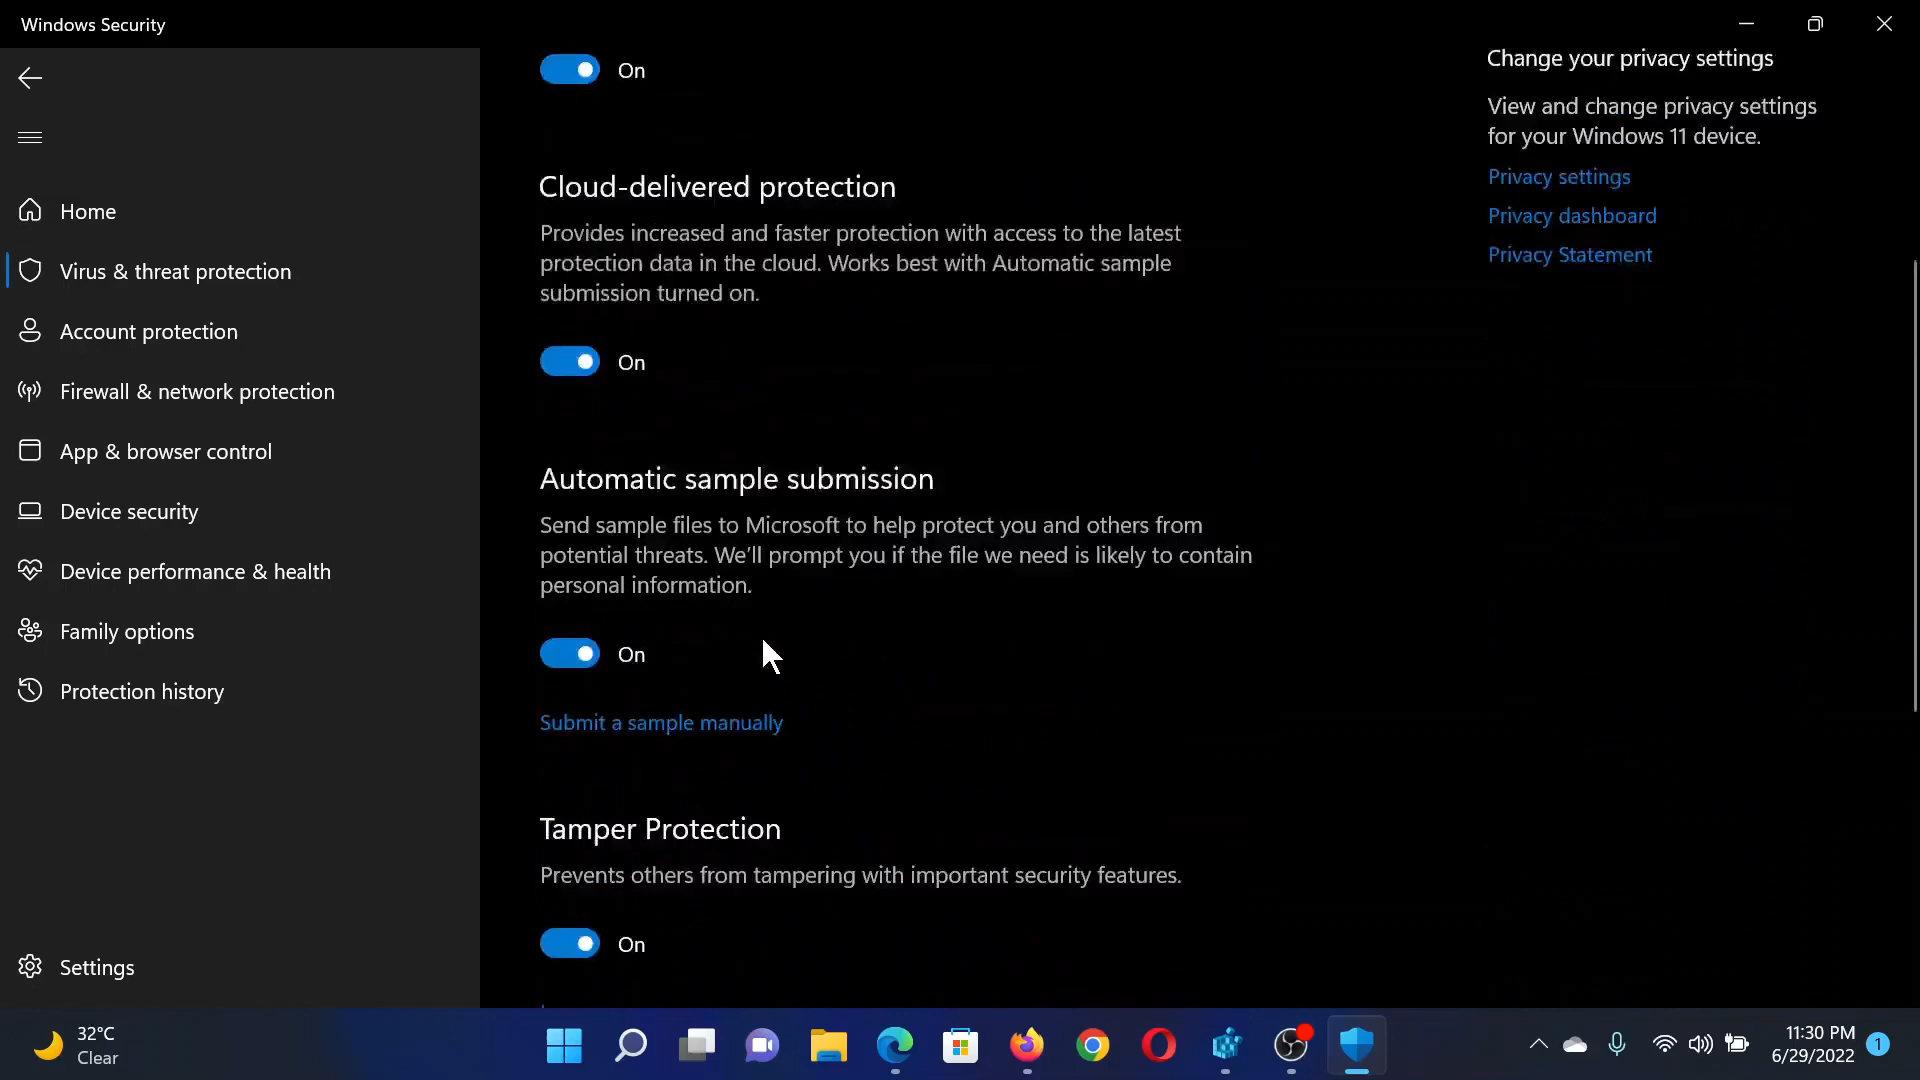 Windows Security
Home
Virus & threat protection
Account protection
Firewall & network protection
App & browser control
Device security
Device performance & health
Family options
Protection history
Settings
On
Cloud-delivered protection
Provides increased and faster protection with access to the latest
protection data in the cloud. Works best with Automatic sample
submission turned on.
On
Automatic sample submission
Send sample files to Microsoft to help protect you and others from
potential threats. We'll prompt you if the file we need is likely to contain
personal information.
On
Submit a sample manually
Tamper Protection
Prevents others from tampering with important security features.
On
Change your privacy settings
View and change privacy settings
for your Windows 11 device.
Privacy settings
Privacy dashboard
Privacy Statement
32°C
Clear
11:30 PM
6/29/2022
1